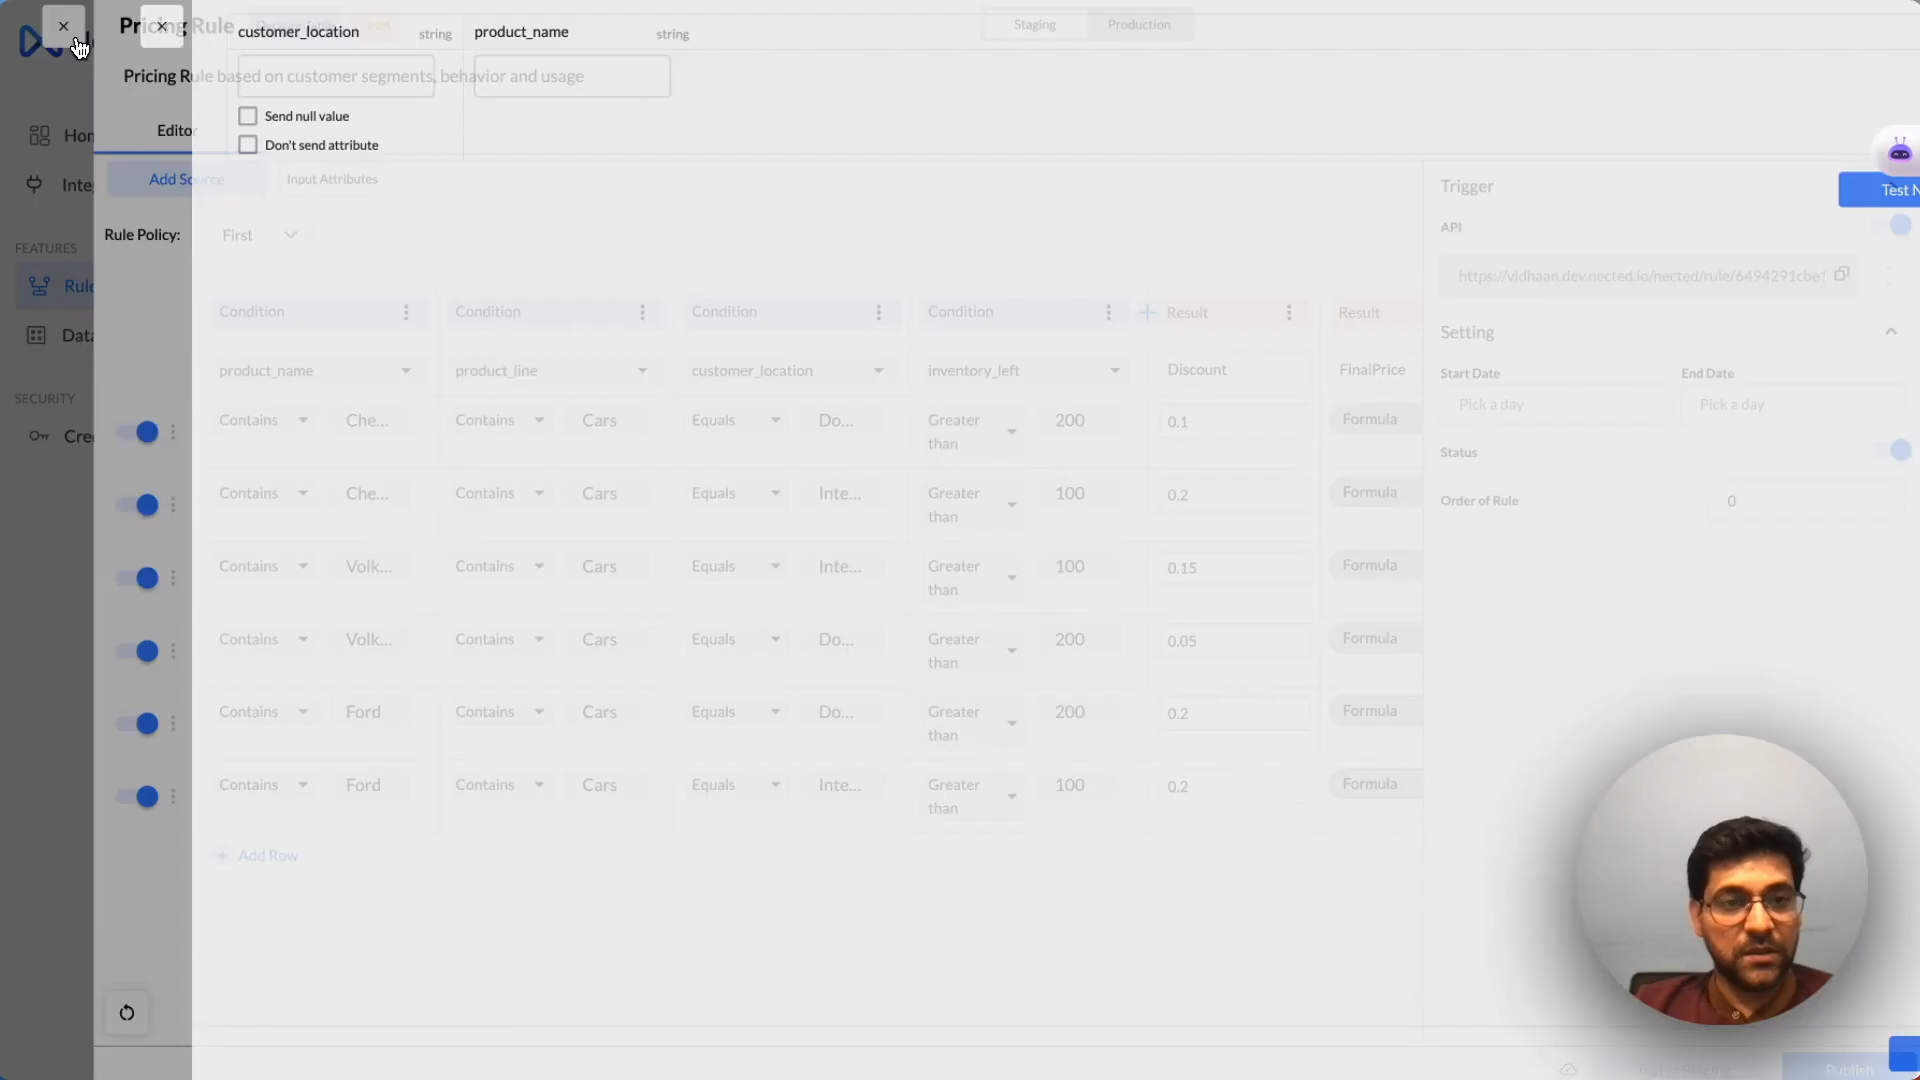 Pricing Rule
customer_location string product_name string
Staging Production
Pricing Rule based on customer segments, behavior and usage
Send null value
Don't send attribute
Hom
Editor
Inte
Add Source Input Attributes
Trigger
Test N
API
Rule Policy: First
FEATURES
https://vidhaan.dev.nected.io/nected/rule/6494291cbe
Rule
Condition Condition Condition Condition Result Result
Setting
Data
product_name product_line customer_location inventory_left Discount FinalPrice
Start Date End Date
SECURITY
Pick a day Pick a day
Cre
Contains Che... Contains Cars Equals Do... Greater than 200 0.1 Formula
Status
Contains Che... Contains Cars Equals Inte... Greater than 100 0.2 Formula
Order of Rule 0
Contains Volk... Contains Cars Equals Inte... Greater than 100 0.15 Formula
Contains Volk... Contains Cars Equals Do... Greater than 200 0.05 Formula
Contains Ford Contains Cars Equals Do... Greater than 200 0.2 Formula
Contains Ford Contains Cars Equals Inte... Greater than 100 0.2 Formula
+ Add Row
Publish